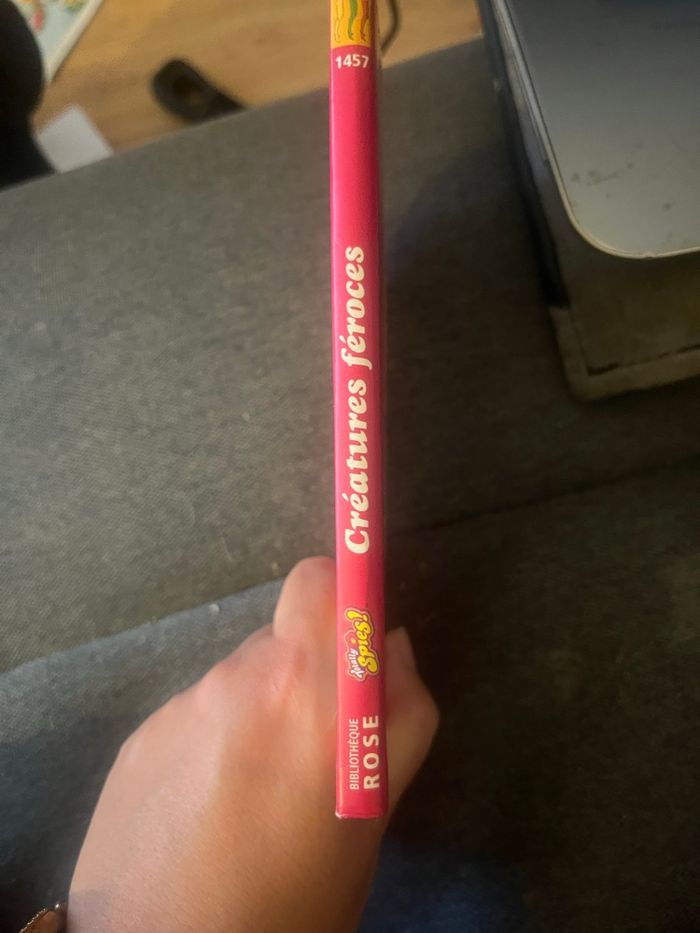 1457
Créatures féroces
Totally
Spies!
BIBLIOTHÈQUE
ROSE